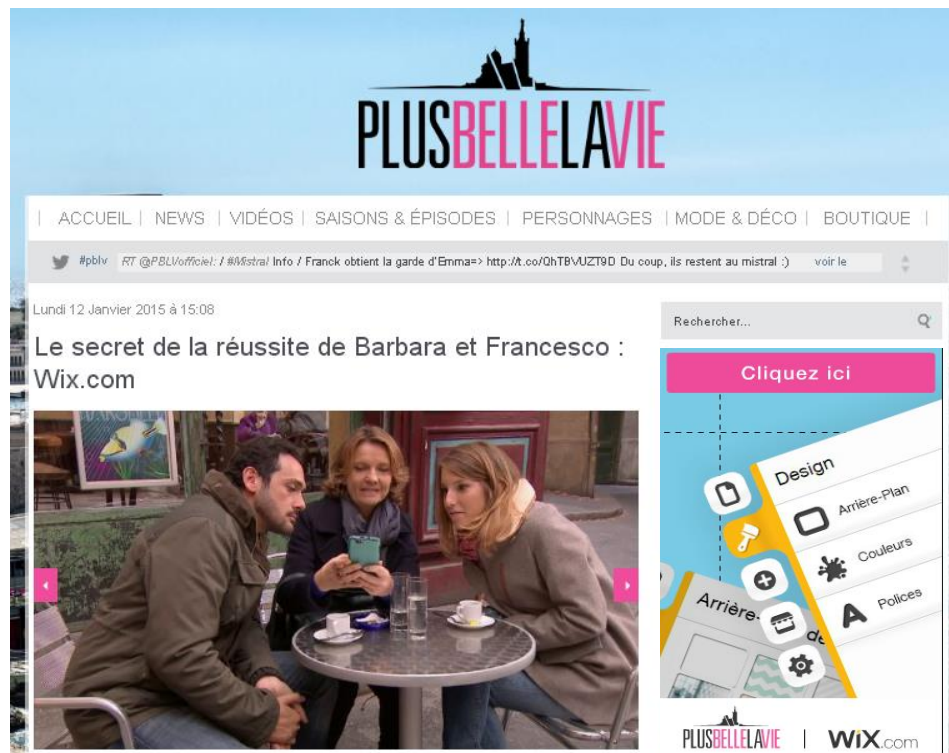 PLUSBELLELAVIE
| ACCUEIL | NEWS | VIDÉOS | SAISONS & ÉPISODES | PERSONNAGES | MODE & DÉCO | BOUTIQUE |
#pblv RT @PBLVofficiel: / #Mistral Info / Franck obtient la garde d'Emma=> http://t.co/QhTBVUZT9D Du coup, ils restent au mistral :) voir le
Lundi 12 Janvier 2015 à 15:08
Rechercher...
Le secret de la réussite de Barbara et Francesco :
Wix.com
Cliquez ici
Design
Arrière-Plan
Couleurs
A Polices
Arrière-
de
PLUSBELLELAVIE | WiX.com